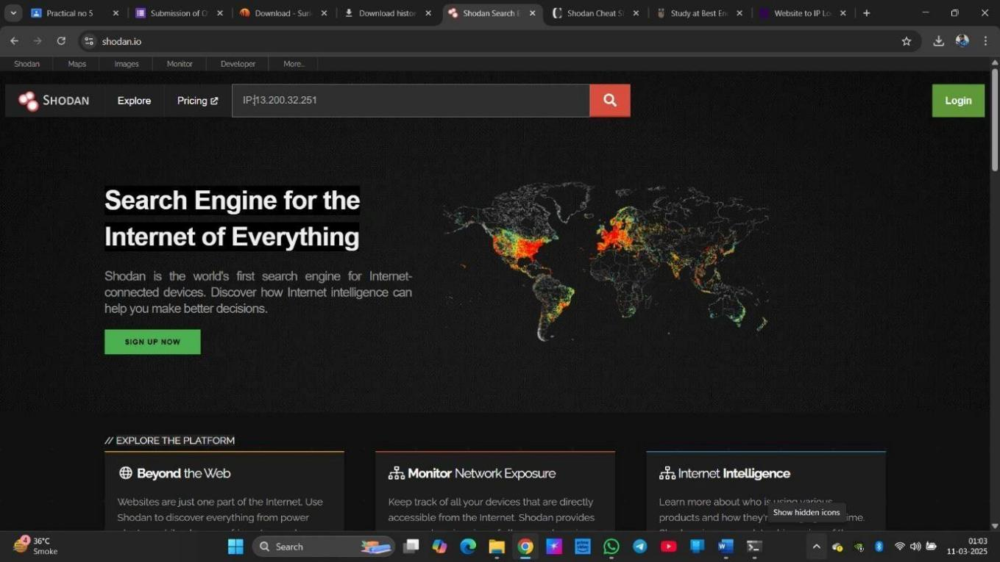 Practical no 5
Submission of O
Download - Suri
Download histor
Shodan Search E
Shodan Cheat S
Study at Best En
Website to IP Lo
shodan.io
Shodan
Maps
Images
Monitor
Developer
More...
SHODAN
Explore
Pricing
IP:13.200.32.251
Login
Search Engine for the
Internet of Everything
Shodan is the world's first search engine for Internet-
connected devices. Discover how Internet intelligence can
help you make better decisions.
SIGN UP NOW
// EXPLORE THE PLATFORM
Beyond the Web
Websites are just one part of the Internet. Use
Shodan to discover everything from power
Monitor Network Exposure
Keep track of all your devices that are directly
accessible from the Internet. Shodan provides
Internet Intelligence
Learn more about who is using various
products and how they're
time.
Show hidden icons
4
36°C
Smoke
Search
prime video
01:03
11-03-2025